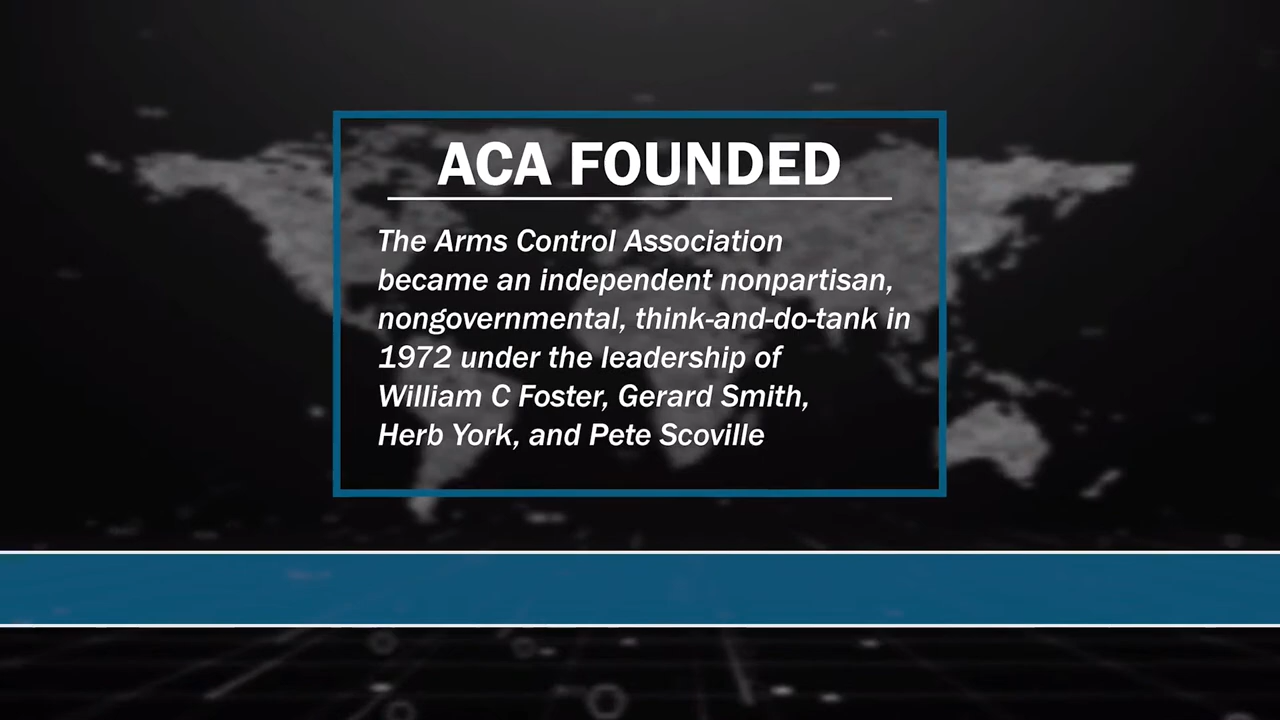 ACA FOUNDED
The Arms Control Association
became an independent nonpartisan,
nongovernmental, think-and-do-tank in
1972 under the leadership of
William C Foster, Gerard Smith,
Herb York, and Pete Scoville